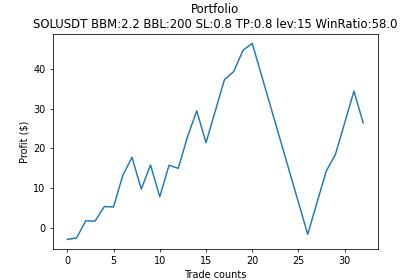 Portfolio
SOLUSDT BBM:2.2 BBL:200 SL:0.8 TP:0.8 lev:15 WinRatio:58.0
40
30
20
10
0
Profit ($)
0 5 10 15 20 25 30
Trade counts